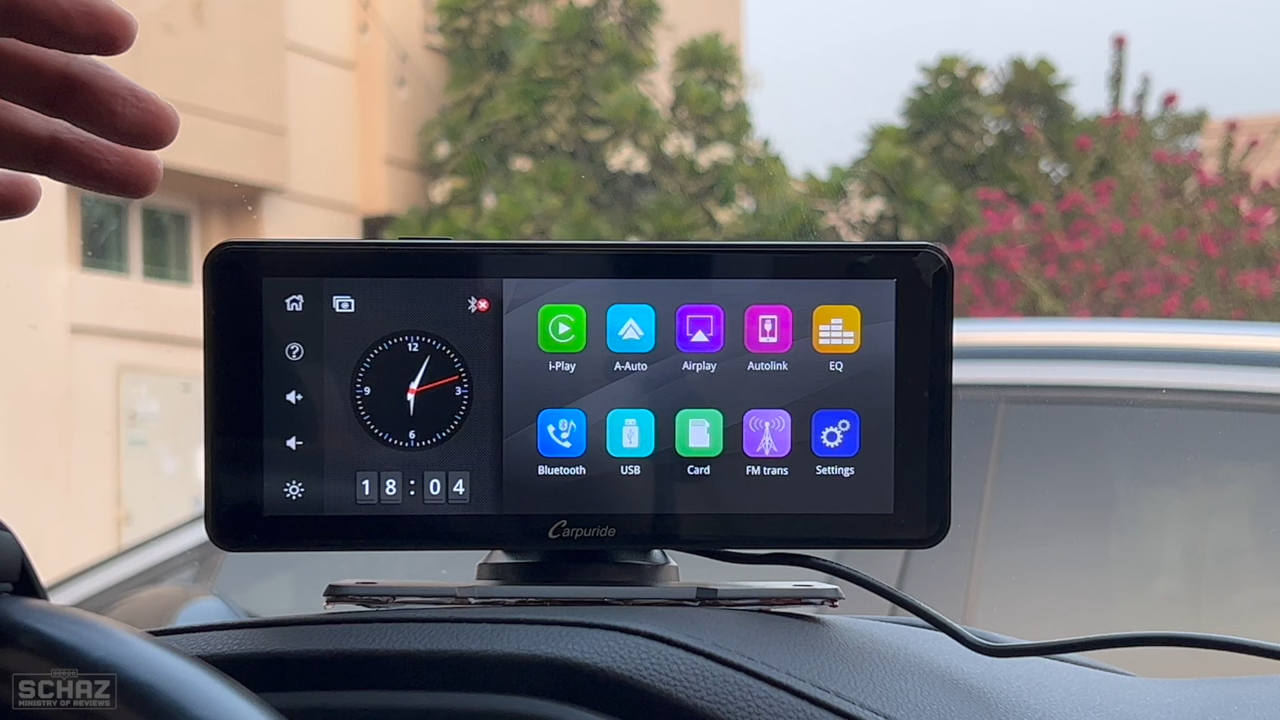 12
9
3
6
18:04
i-Play
A-Auto
Airplay
Autolink
EQ
Bluetooth
USB
Card
FM trans
Settings
Carpuride
SCHAZ
MINISTRY OF REVIEWS